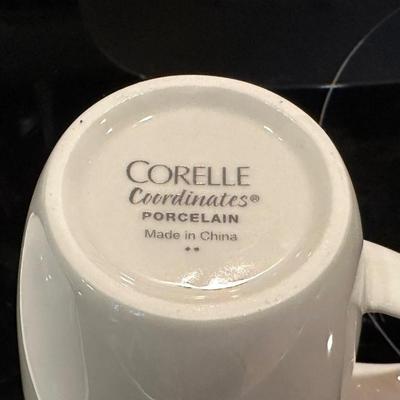 CORELLE
Coordinates®
PORCELAIN
Made in China